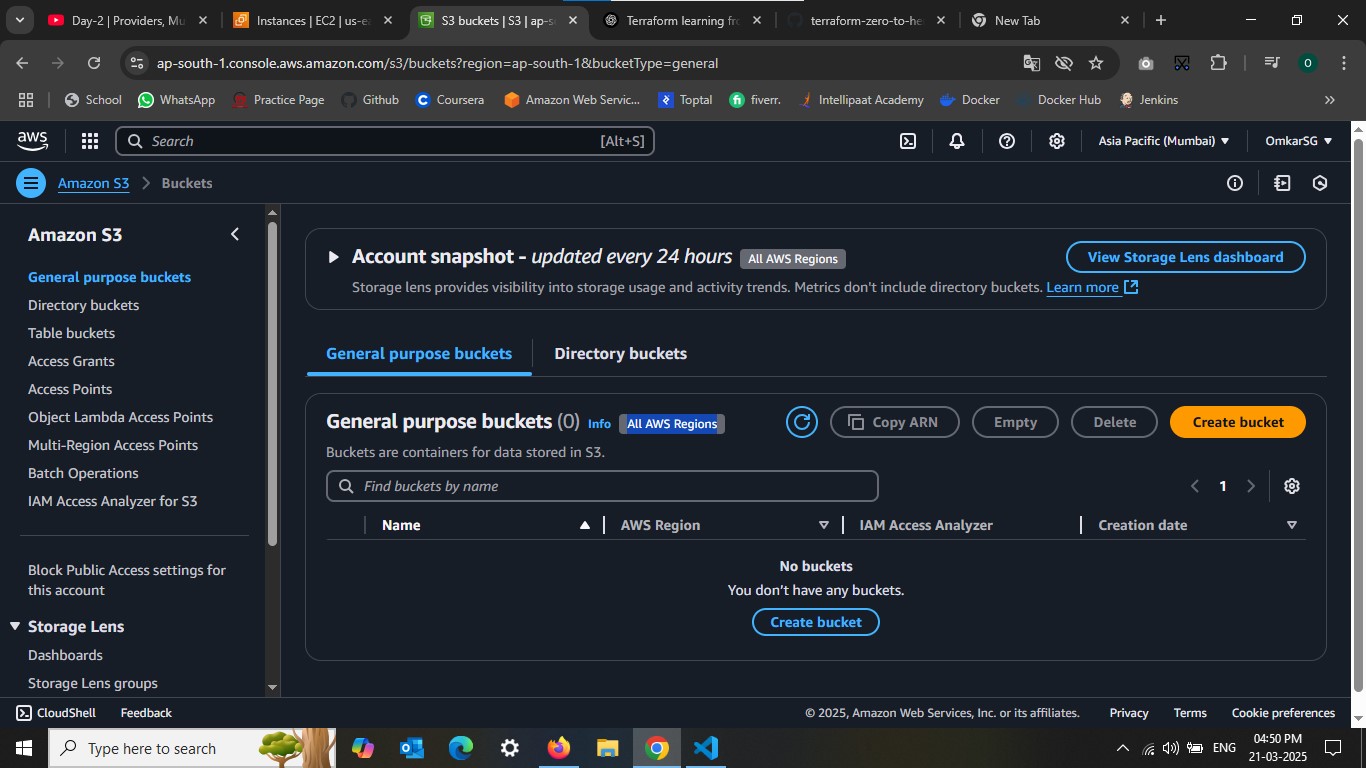 Day-2 | Providers, Mu
Instances | EC2 | us-ea
S3 buckets | S3 | ap-so
Terraform learning fro
terraform-zero-to-he
New Tab
ap-south-1.console.aws.amazon.com/s3/buckets?region=ap-south-1&bucketType=general
O
School
WhatsApp
Practice Page
Github
Coursera
Amazon Web Servic...
Toptal
fiverr.
Intellipaat Academy
Docker
Docker Hub
Jenkins
aws
Search
[Alt+S]
Asia Pacific (Mumbai)
OmkarSG
Amazon S3
Buckets
Amazon S3
General purpose buckets
Directory buckets
Table buckets
Access Grants
Access Points
Object Lambda Access Points
Multi-Region Access Points
Batch Operations
IAM Access Analyzer for S3
Block Public Access settings for
this account
Storage Lens
Dashboards
Storage Lens groups
Account snapshot - updated every 24 hours All AWS Regions
View Storage Lens dashboard
Storage lens provides visibility into storage usage and activity trends. Metrics don't include directory buckets. Learn more
General purpose buckets
Directory buckets
General purpose buckets (0) Info All AWS Regions
Copy ARN
Empty
Delete
Create bucket
Buckets are containers for data stored in S3.
Find buckets by name
1
Name
AWS Region
IAM Access Analyzer
Creation date
No buckets
You don't have any buckets.
Create bucket
CloudShell
Feedback
© 2025, Amazon Web Services, Inc. or its affiliates.
Privacy
Terms
Cookie preferences
Type here to search
ENG
04:50 PM
21-03-2025